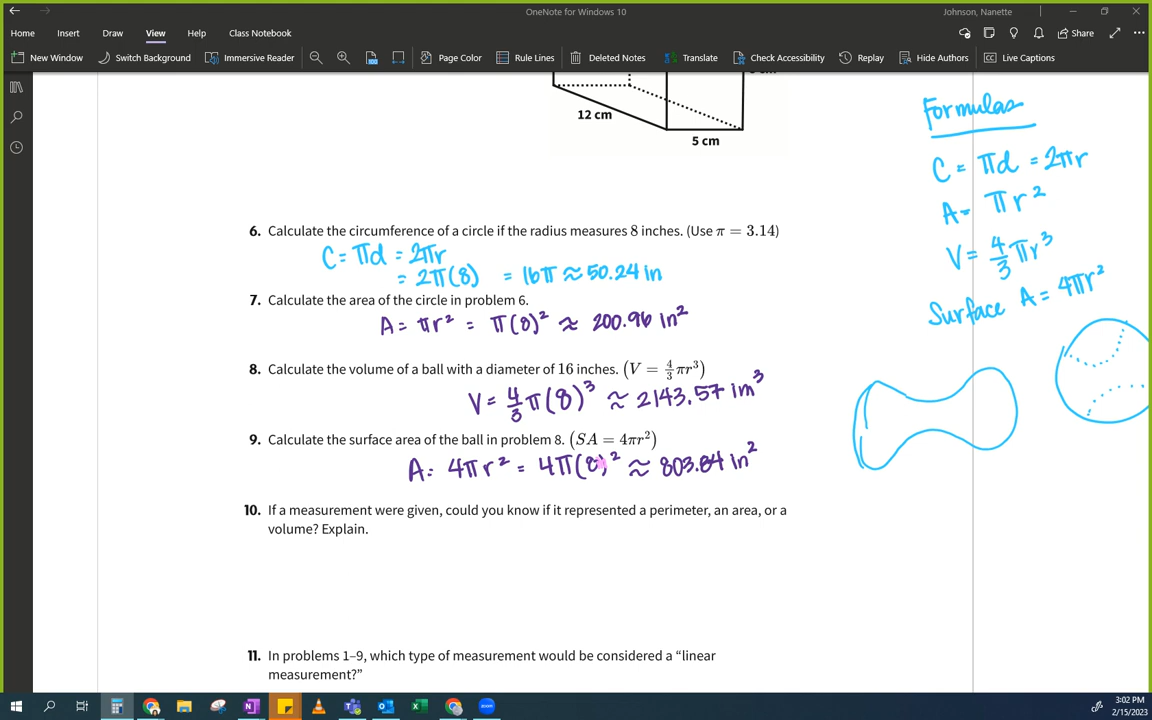 OneNote for Windows 10
Johnson, Nanette
Home Insert Draw View Help Class Notebook
Share
New Window Switch Background Immersive Reader 100 Page Color Rule Lines Deleted Notes Translate Check Accessibility Replay Hide Authors CC Live Captions
12 cm
5 cm
Formulas
C = πd = 2πr
A = πr²
V = 4/3 πr³
Surface A = 4πr²
6. Calculate the circumference of a circle if the radius measures 8 inches. (Use π = 3.14)
C = πd = 2πr
= 2π(8) = 16π ≈ 50.24 in
7. Calculate the area of the circle in problem 6.
A = πr² = π(8)² ≈ 200.96 in²
8. Calculate the volume of a ball with a diameter of 16 inches. (V = 4/3 πr³)
V = 4/3 π(8)³ ≈ 2143.57 in³
9. Calculate the surface area of the ball in problem 8. (SA = 4πr²)
A = 4πr² = 4π(8)² ≈ 803.84 in²
10. If a measurement were given, could you know if it represented a perimeter, an area, or a
volume? Explain.
11. In problems 1–9, which type of measurement would be considered a “linear
measurement?”
3:02 PM
2/15/2023